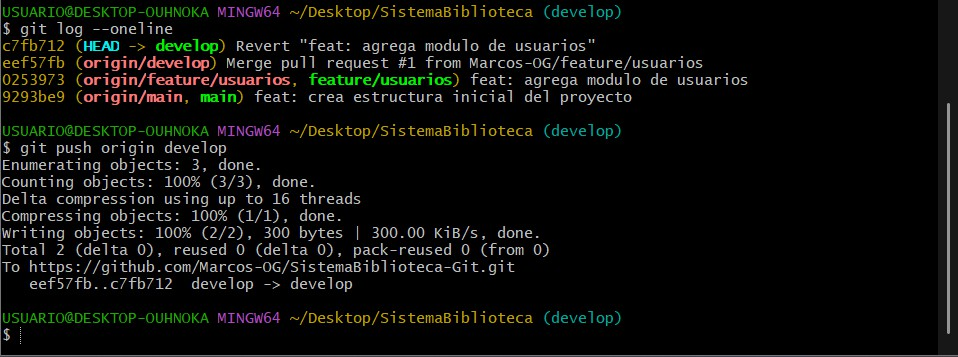 USUARIO@DESKTOP-OUHNOKA MINGW64 ~/Desktop/SistemaBiblioteca (develop)
$ git log --oneline
c7fb712 (HEAD -> develop) Revert "feat: agrega modulo de usuarios"
eef57fb (origin/develop) Merge pull request #1 from Marcos-OG/feature/usuarios
0253973 (origin/feature/usuarios, feature/usuarios) feat: agrega modulo de usuarios
9293be9 (origin/main, main) feat: crea estructura inicial del proyecto
USUARIO@DESKTOP-OUHNOKA MINGW64 ~/Desktop/SistemaBiblioteca (develop)
$ git push origin develop
Enumerating objects: 3, done.
Counting objects: 100% (3/3), done.
Delta compression using up to 16 threads
Compressing objects: 100% (1/1), done.
Writing objects: 100% (2/2), 300 bytes | 300.00 KiB/s, done.
Total 2 (delta 0), reused 0 (delta 0), pack-reused 0 (from 0)
To https://github.com/Marcos-OG/SistemaBiblioteca-Git.git
   eef57fb..c7fb712  develop -> develop
USUARIO@DESKTOP-OUHNOKA MINGW64 ~/Desktop/SistemaBiblioteca (develop)
$